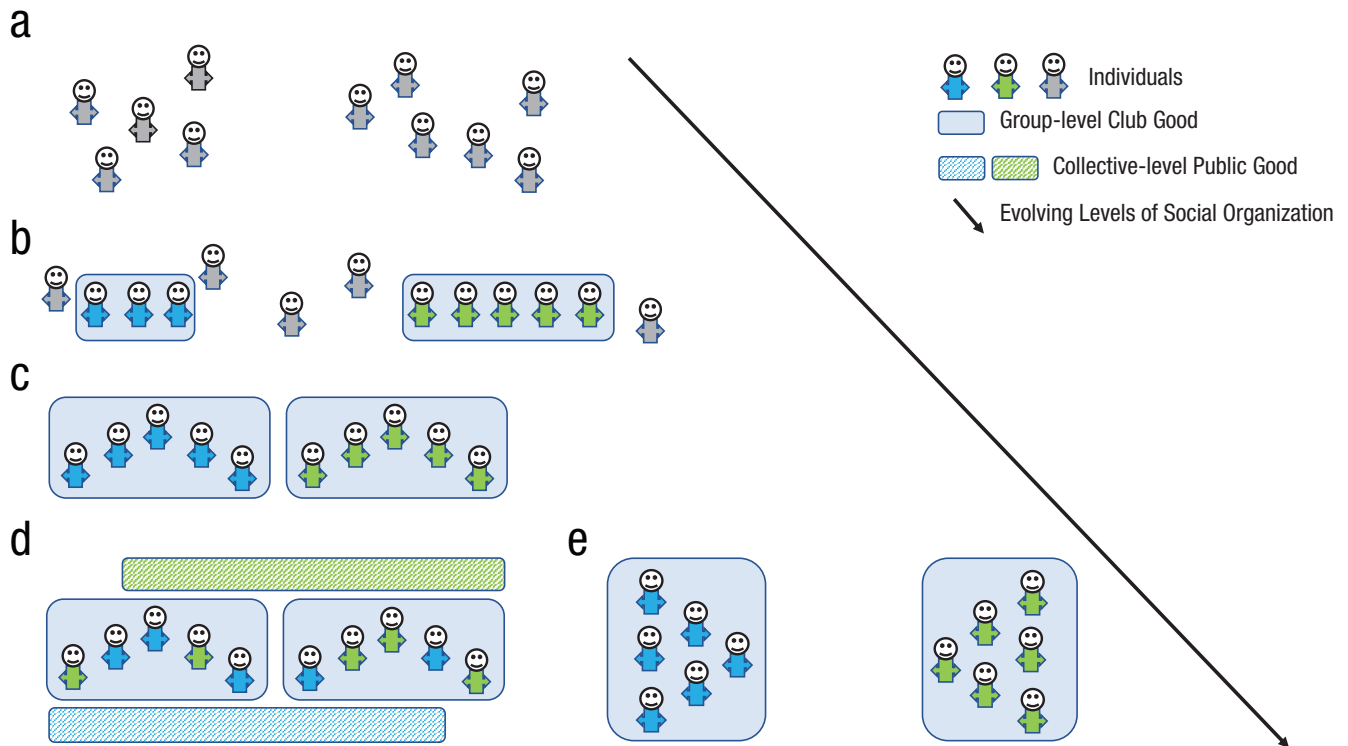 a
Individuals
Group-level Club Good
Collective-level Public Good
Evolving Levels of Social Organization
b
c
d
e